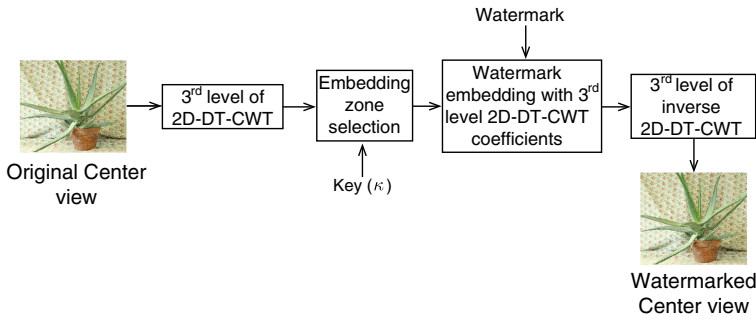 Original Center
view
3rd level of
2D-DT-CWT
Embedding
zone
selection
Key (κ)
Watermark
Watermark
embedding with 3rd
level 2D-DT-CWT
coefficients
3rd level of
inverse
2D-DT-CWT
Watermarked
Center view